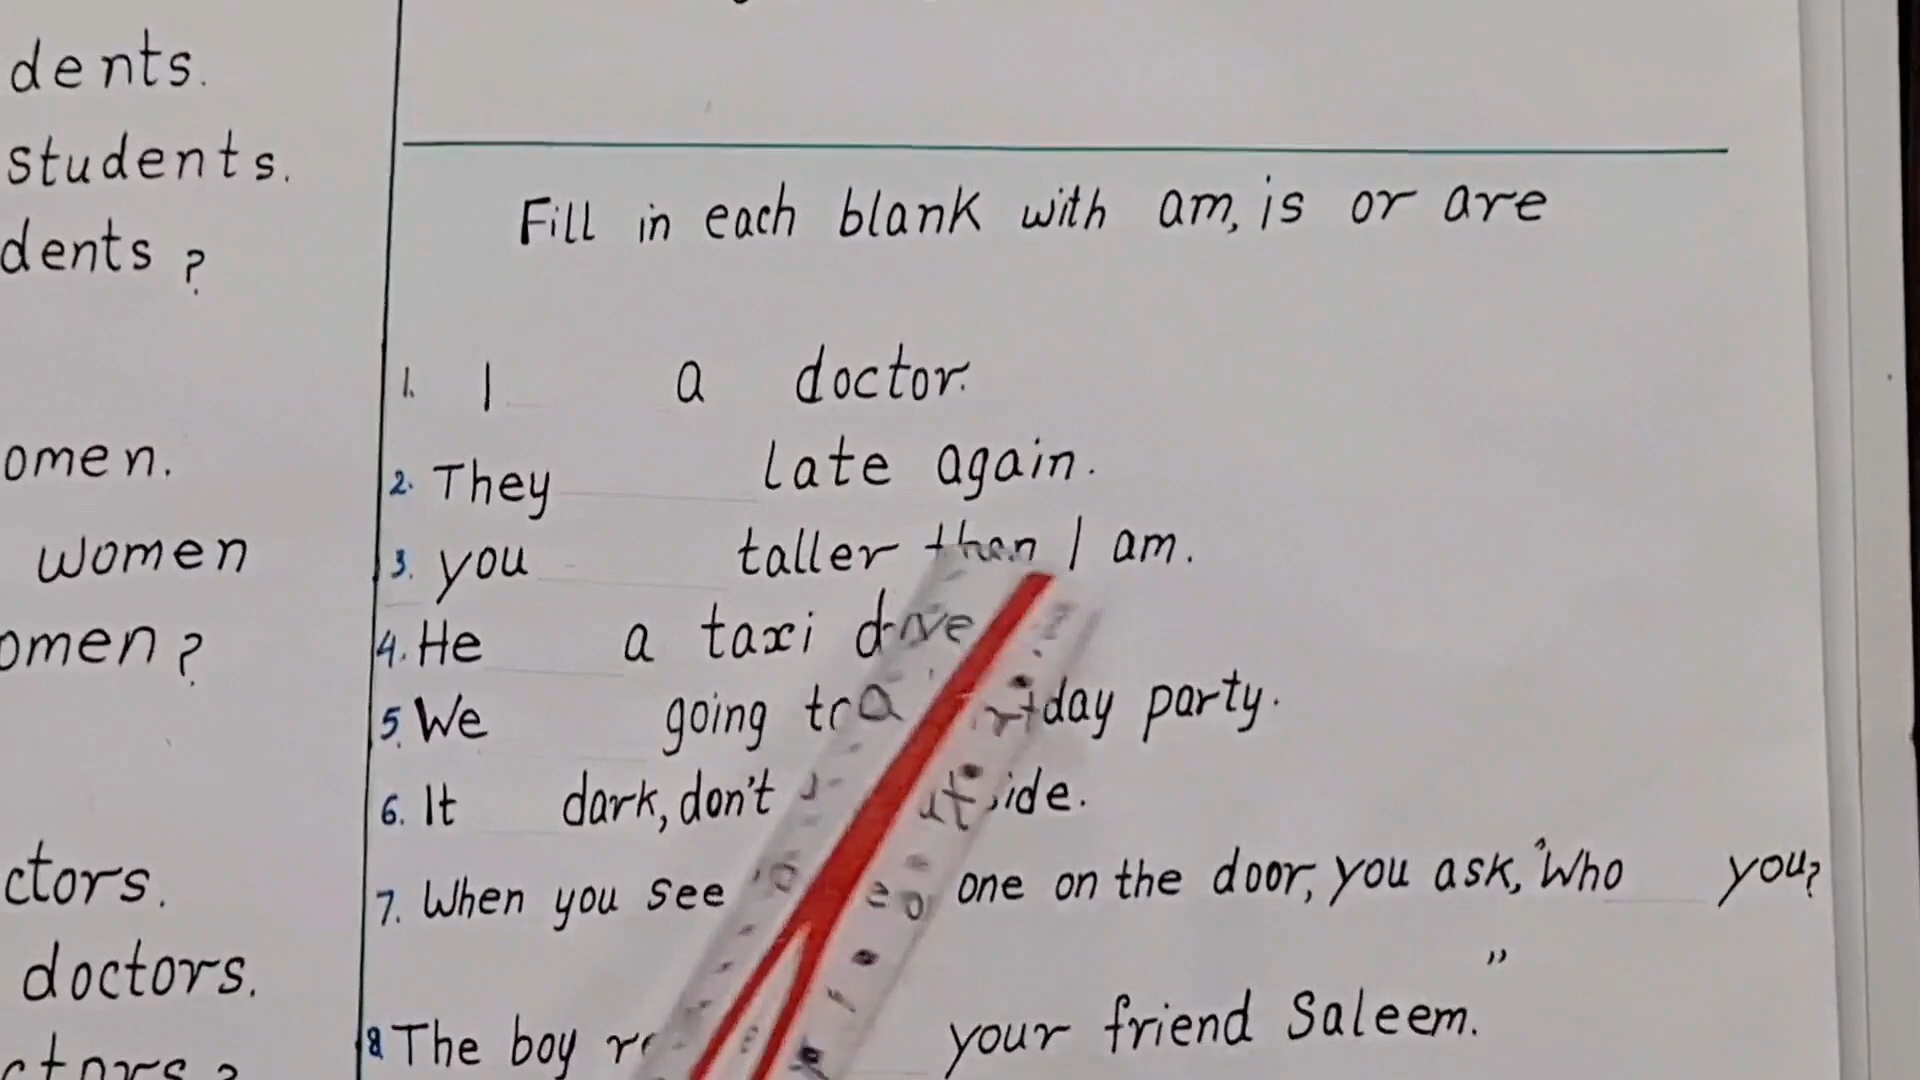 dents.
students.
dents ?
omen.
women
omen ?
ctors.
doctors.
ctors ?
Fill in each blank with am, is or are
1. I a doctor.
2. They late again.
3. you taller than I am.
4. He a taxi
5. We going day party.
6. It dark, don't
7. When you see one on the door, you ask, "Who you?
"
8 The boy your friend Saleem.